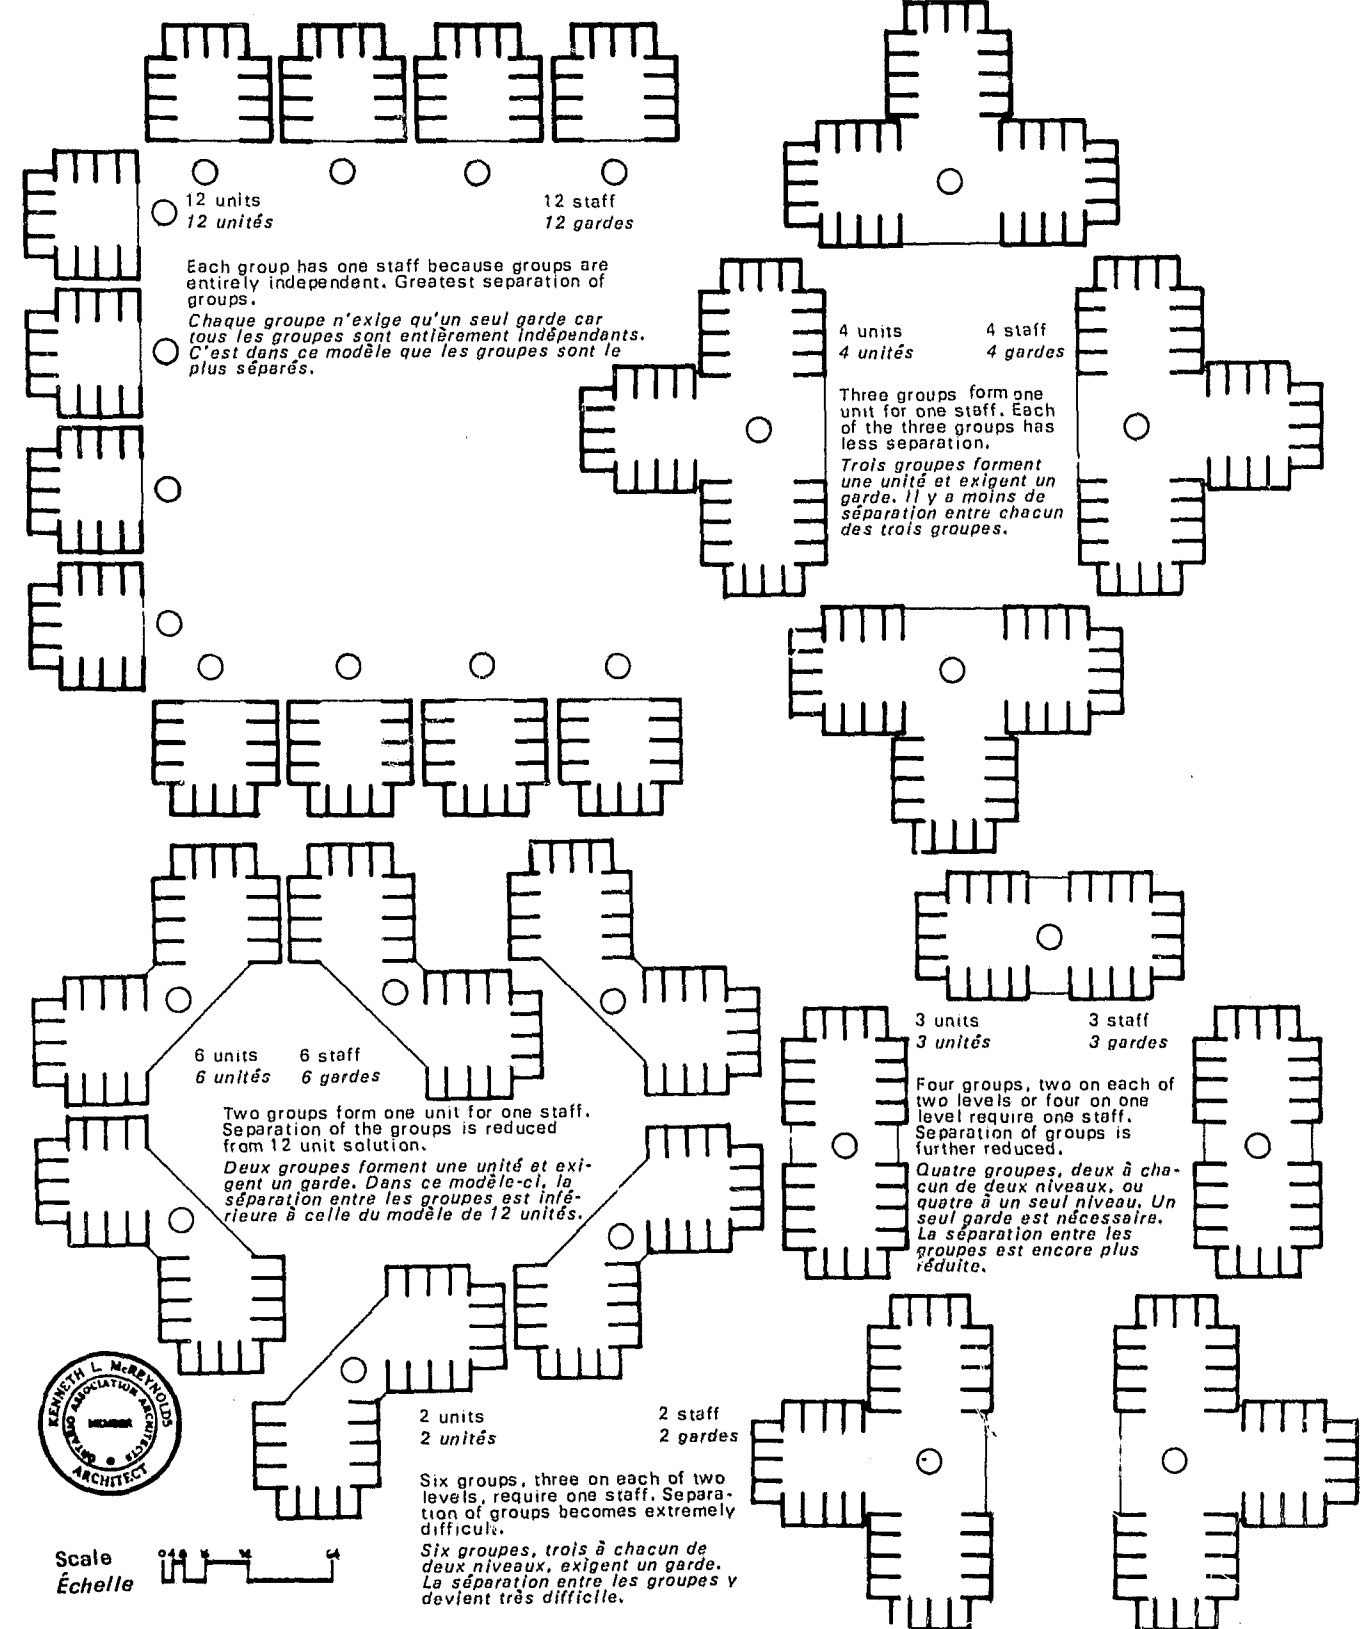 12 units
12 unités
12 staff
12 gardes
Each group has one staff because groups are
entirely independent. Greatest separation of
groups.
Chaque groupe n'exige qu'un seul garde car
tous les groupes sont entièrement indépendants.
C'est dans ce modèle que les groupes sont le
plus séparés.
4 units
4 unités
4 staff
4 gardes
Three groups form one
unit for one staff. Each
of the three groups has
less separation.
Trois groupes forment
une unité et exigent un
garde. Il y a moins de
séparation entre chacun
des trois groupes.
6 units
6 unités
6 staff
6 gardes
Two groups form one unit for one staff.
Separation of the groups is reduced
from 12 unit solution.
Deux groupes forment une unité et exi-
gent un garde. Dans ce modèle-ci, la
séparation entre les groupes est infé-
rieure à celle du modèle de 12 unités.
3 units
3 unités
3 staff
3 gardes
Four groups, two on each of
two levels or four on one
level require one staff.
Separation of groups is
further reduced.
Quatre groupes, deux à cha-
cun de deux niveaux, ou
quatre à un seul niveau. Un
seul garde est nécessaire.
La séparation entre les
groupes est encore plus
réduite.
2 units
2 unités
2 staff
2 gardes
Six groups, three on each of two
levels, require one staff. Separa-
tion of groups becomes extremely
difficult.
Six groupes, trois à chacun de
deux niveaux, exigent un garde.
La séparation entre les groupes y
devient très difficile.
KENNETH L. McREYNOLDS
ARCHITECT
ONTARIO ASSOCIATION ARCHITECTS
MEMBER
Scale
Échelle